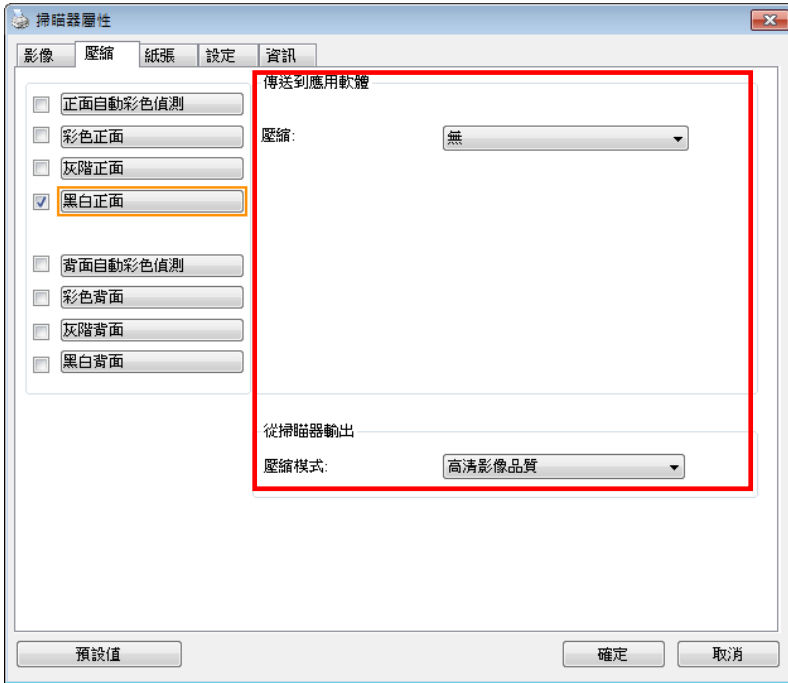 掃瞄器屬性
影像 壓縮 紙張 設定 資訊
正面自動彩色偵測
彩色正面
灰階正面
黑白正面
背面自動彩色偵測
彩色背面
灰階背面
黑白背面
傳送到應用軟體
壓縮: 無
從掃瞄器輸出
壓縮模式: 高清影像品質
預設值 確定 取消